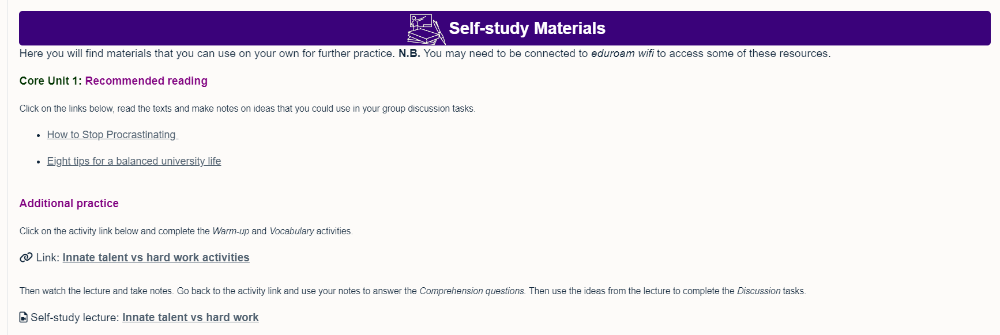 Self-study Materials
Here you will find materials that you can use on your own for further practice. N.B. You may need to be connected to eduroam wifi to access some of these resources.
Core Unit 1: Recommended reading
Click on the links below, read the texts and make notes on ideas that you could use in your group discussion tasks.
How to Stop Procrastinating
Eight tips for a balanced university life
Additional practice
Click on the activity link below and complete the Warm-up and Vocabulary activities.
Link: Innate talent vs hard work activities
Then watch the lecture and take notes. Go back to the activity link and use your notes to answer the Comprehension questions. Then use the ideas from the lecture to complete the Discussion tasks.
Self-study lecture: Innate talent vs hard work